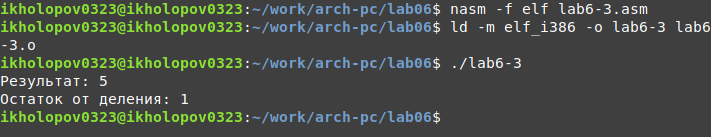 ikholopov0323@ikholopov0323:~/work/arch-pc/lab06$ nasm -f elf lab6-3.asm
ikholopov0323@ikholopov0323:~/work/arch-pc/lab06$ ld -m elf_i386 -o lab6-3 lab6
-3.o
ikholopov0323@ikholopov0323:~/work/arch-pc/lab06$ ./lab6-3
Результат: 5
Остаток от деления: 1
ikholopov0323@ikholopov0323:~/work/arch-pc/lab06$